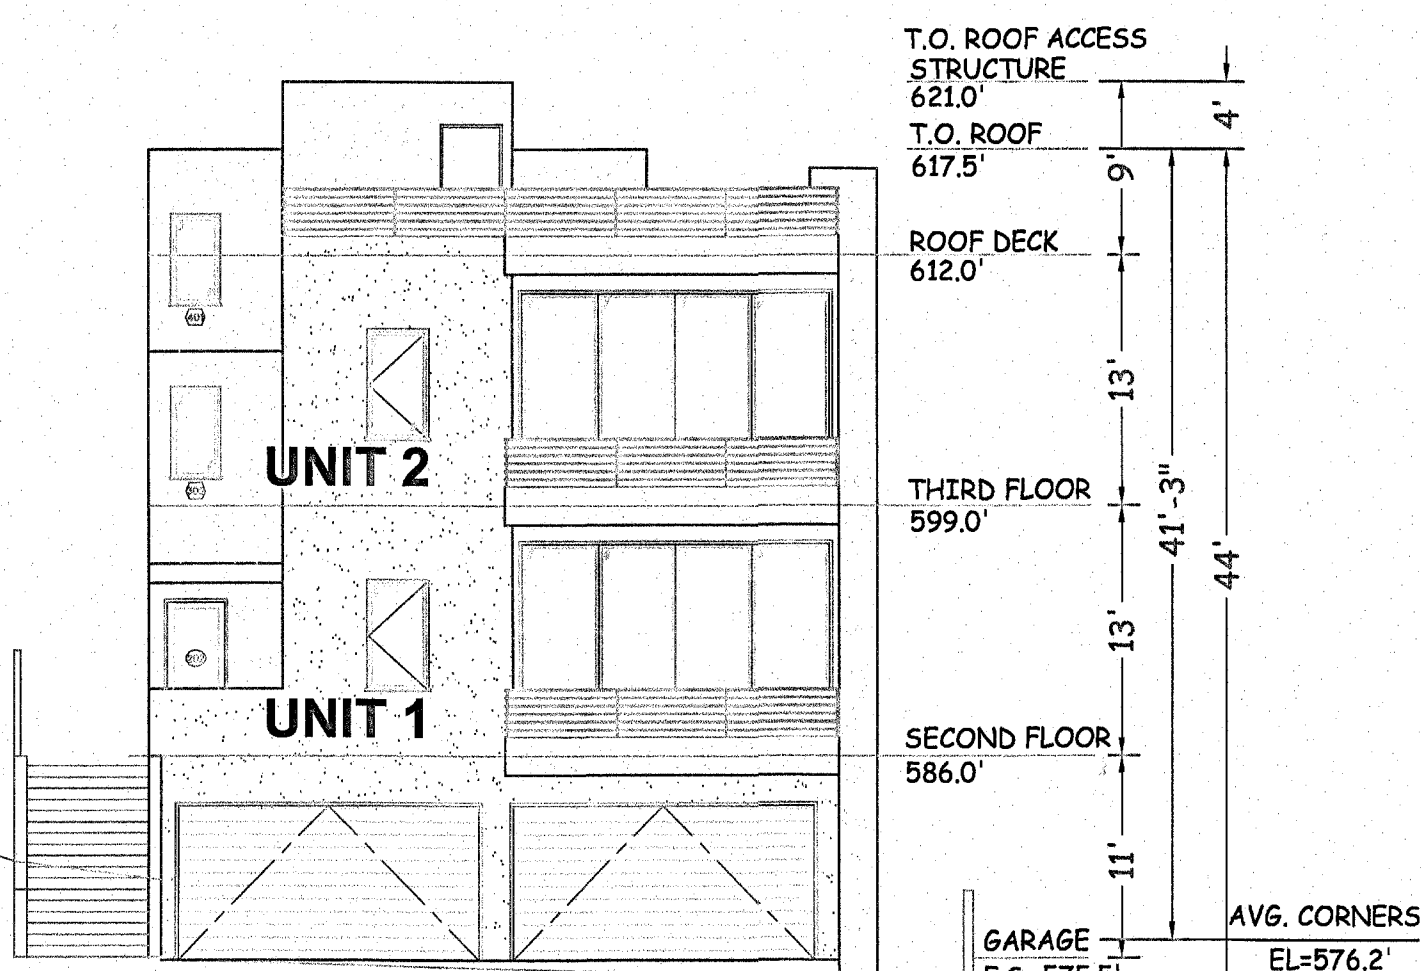 T.O. ROOF ACCESS
STRUCTURE
621.0'
4'
T.O. ROOF
617.5'
9'
ROOF DECK
612.0'
401
13'
UNIT 2
THIRD FLOOR
599.0'
41'-3"
44'
13'
UNIT 1
SECOND FLOOR
586.0'
11'
AVG. CORNERS
GARAGE
EL=576.2'